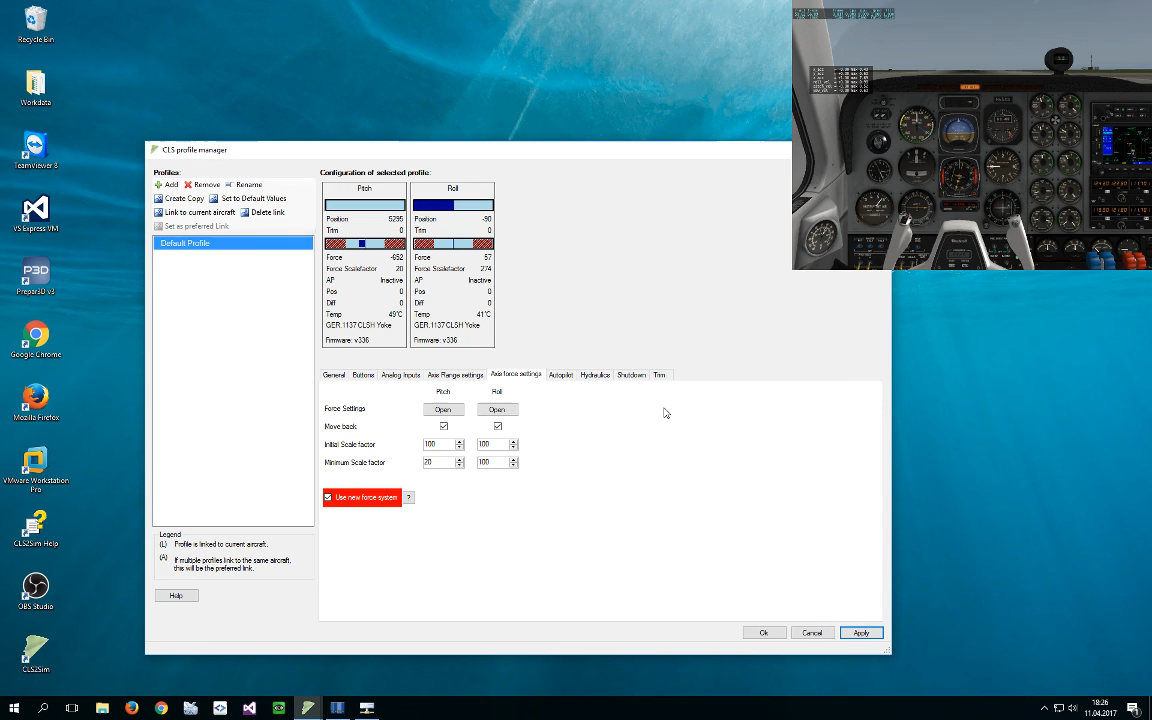 Recycle Bin
Workdata
TeamViewer 8
VS Express VM
P3D
Prepar3D v3
Google Chrome
Mozilla Firefox
VMware Workstation Pro
CLS2Sim Help
OBS Studio
CLS2Sim
CLS profile manager
Profiles:
Add Remove Rename
Create Copy Set to Default Values
Link to current aircraft Delete link
Set as preferred Link
Default Profile
Legend
(L) Profile is linked to current aircraft.
(A) If multiple profiles link to the same aircraft,
this will be the preferred link.
Help
Configuration of selected profile:
Pitch
Position 5295
Trim 0
Force -652
Force Scalefactor 20
AP Inactive
Pos 0
Diff 0
Temp 49°C
GER.1137 CLSH Yoke
Firmware: v336
Roll
Position -90
Trim 0
Force 57
Force Scalefactor 274
AP Inactive
Pos 0
Diff 0
Temp 41°C
GER.1137 CLSH Yoke
Firmware: v336
General Buttons Analog Inputs Axis Range settings Axis force settings Autopilot Hydraulics Shutdown Trim
Pitch Roll
Force Settings Open Open
Move back
Initial Scale factor 100 100
Minimum Scale factor 20 100
Use new force system ?
Ok Cancel Apply
18:26
11.04.2017